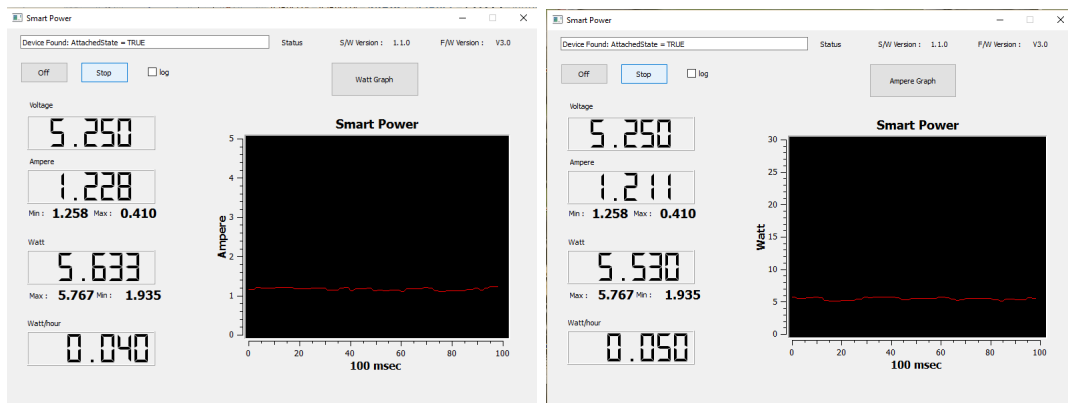 Smart Power
Device Found: AttachedState = TRUE
Status
S/W Version : 1.1.0
F/W Version : V3.0
Off
Stop
log
Watt Graph
Voltage
5.250
Ampere
1.228
Min : 1.258 Max : 0.410
Watt
5.633
Max : 5.767 Min : 1.935
Watt/hour
0.040
Smart Power
Ampere
5
4
3
2
1
0
0 20 40 60 80 100
100 msec
Smart Power
Device Found: AttachedState = TRUE
Status
S/W Version : 1.1.0
F/W Version : V3.0
Off
Stop
log
Ampere Graph
Voltage
5.250
Ampere
1.211
Min : 1.258 Max : 0.410
Watt
5.530
Max : 5.767 Min : 1.935
Watt/hour
0.050
Smart Power
Watt
30
25
20
15
10
5
0
0 20 40 60 80 100
100 msec